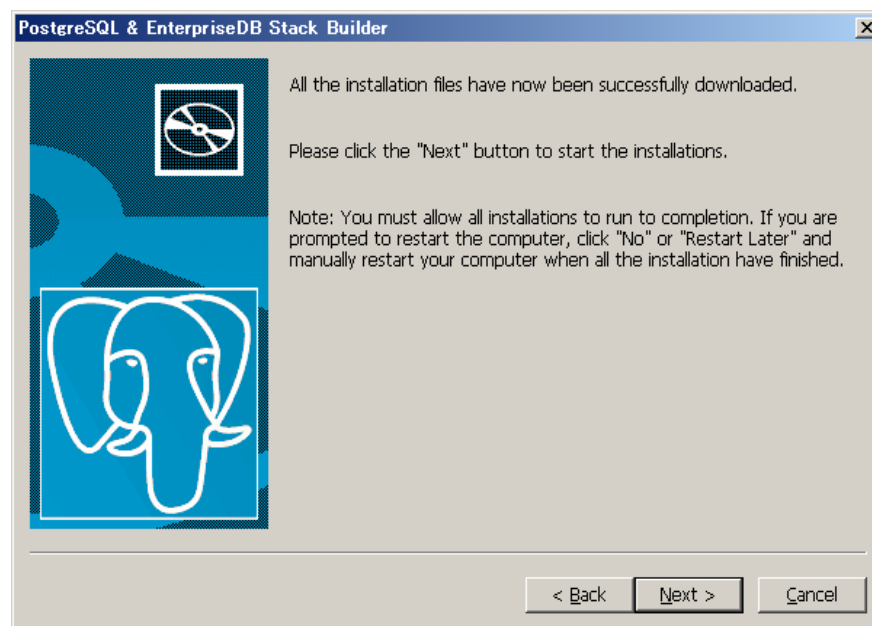 PostgreSQL & EnterpriseDB Stack Builder
All the installation files have now been successfully downloaded.
Please click the "Next" button to start the installations.
Note: You must allow all installations to run to completion. If you are
prompted to restart the computer, click "No" or "Restart Later" and
manually restart your computer when all the installation have finished.
< Back
Next >
Cancel